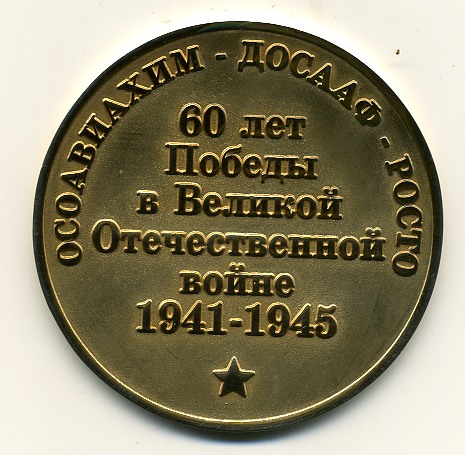 ОСОАВИАХИМ - ДОСААФ - РОСТО
60 лет
Победы
в Великой
Отечественной
войне
1941-1945